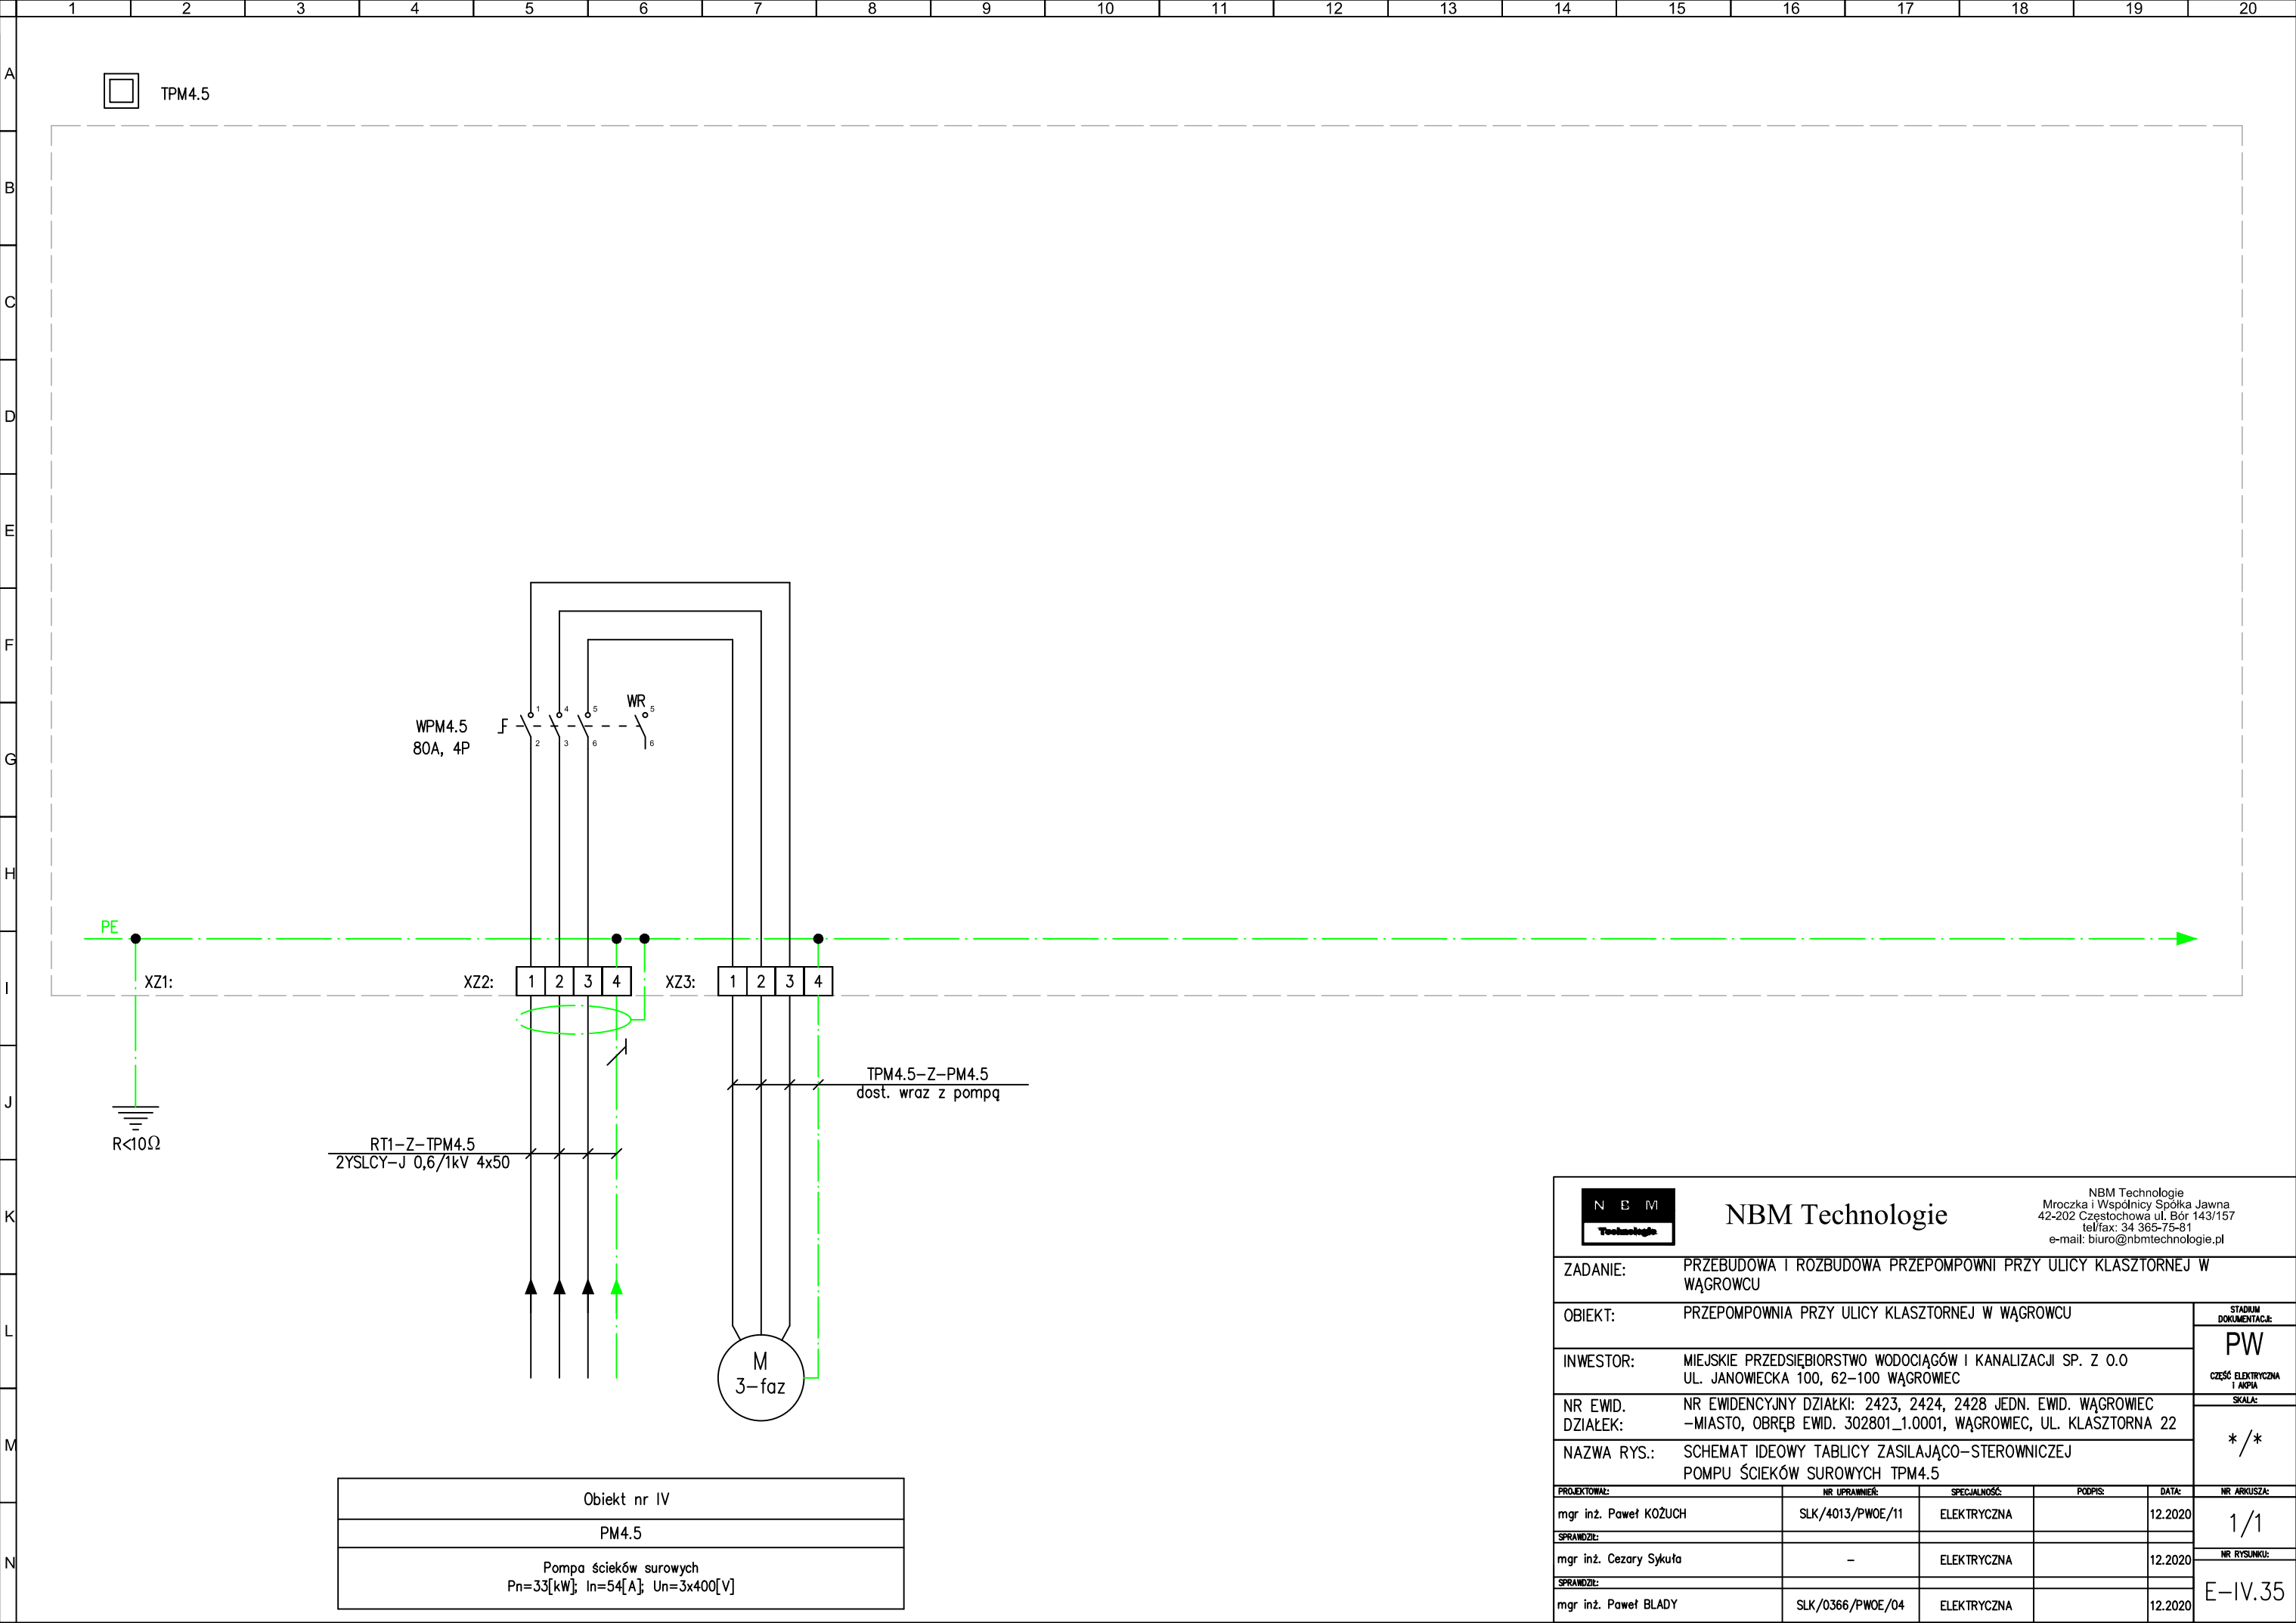 1 2 3 4 5 6 7 8 9 10 11 12 13 14 15 16 17 18 19 20
A
B
C
D
E
F
G
H
I
J
K
L
M
N
TPM4.5
WR
WPM4.5
80A, 4P
1 4 5 5
2 3 6 6
PE
XZ1:
XZ2: 1 2 3 4
XZ3: 1 2 3 4
R<10Ω
TPM4.5-Z-PM4.5
dost. wraz z pompą
RT1-Z-TPM4.5
2YSLCY-J 0,6/1kV 4x50
M
3-faz
Obiekt nr IV
PM4.5
Pompa ścieków surowych
Pn=33[kW]; In=54[A]; Un=3x400[V]
N B M
Technologie
NBM Technologie
NBM Technologie
Mroczka i Wspólnicy Spółka Jawna
42-202 Częstochowa ul. Bór 143/157
tel/fax: 34 365-75-81
e-mail: biuro@nbmtechnologie.pl
ZADANIE: PRZEBUDOWA I ROZBUDOWA PRZEPOMPOWNI PRZY ULICY KLASZTORNEJ W
WĄGROWCU
OBIEKT: PRZEPOMPOWNIA PRZY ULICY KLASZTORNEJ W WĄGROWCU
STADIUM
DOKUMENTACJI:
PW
CZĘŚĆ ELEKTRYCZNA
I AKPIA
INWESTOR: MIEJSKIE PRZEDSIĘBIORSTWO WODOCIĄGÓW I KANALIZACJI SP. Z O.O
UL. JANOWIECKA 100, 62-100 WĄGROWIEC
NR EWID.
DZIAŁEK:
NR EWIDENCYJNY DZIAŁKI: 2423, 2424, 2428 JEDN. EWID. WĄGROWIEC
-MIASTO, OBRĘB EWID. 302801_1.0001, WĄGROWIEC, UL. KLASZTORNA 22
SKALA:
*/*
NAZWA RYS.: SCHEMAT IDEOWY TABLICY ZASILAJĄCO-STEROWNICZEJ
POMPU ŚCIEKÓW SUROWYCH TPM4.5
PROJEKTOWAŁ: NR UPRAWNIEŃ: SPECJALNOŚĆ: PODPIS: DATA: NR ARKUSZA:
mgr inż. Paweł KOŻUCH SLK/4013/PWOE/11 ELEKTRYCZNA 12.2020 1/1
SPRAWDZIŁ:
mgr inż. Cezary Sykuła - ELEKTRYCZNA 12.2020
NR RYSUNKU:
SPRAWDZIŁ:
mgr inż. Paweł BLADY SLK/0366/PWOE/04 ELEKTRYCZNA 12.2020
E-IV.35